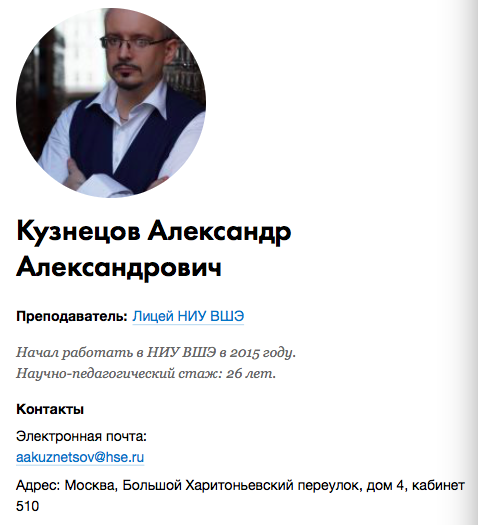 Кузнецов Александр
Александрович
Преподаватель: Лицей НИУ ВШЭ
Начал работать в НИУ ВШЭ в 2015 году.
Научно-педагогический стаж: 26 лет.
Контакты
Электронная почта:
aakuznetsov@hse.ru
Адрес: Москва, Большой Харитоньевский переулок, дом 4, кабинет
510